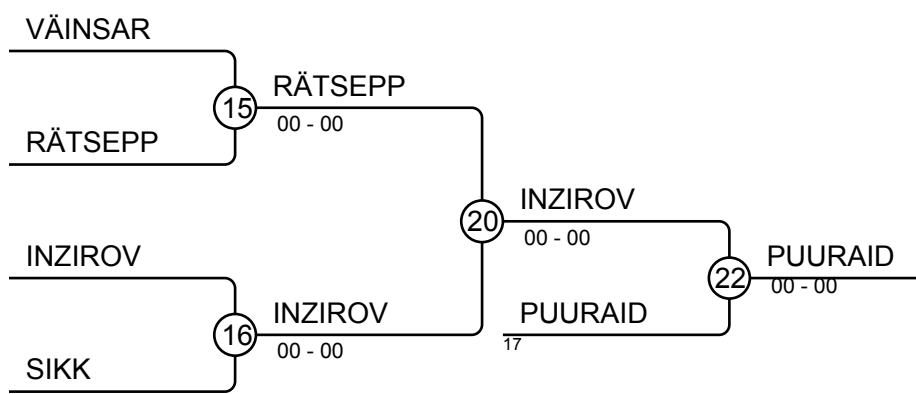 VÄINSAR
15
RÄTSEPP
00 - 00
RÄTSEPP
20
INZIROV
00 - 00
INZIROV
22
PUURAID
00 - 00
16
INZIROV
00 - 00
PUURAID
17
SIKK